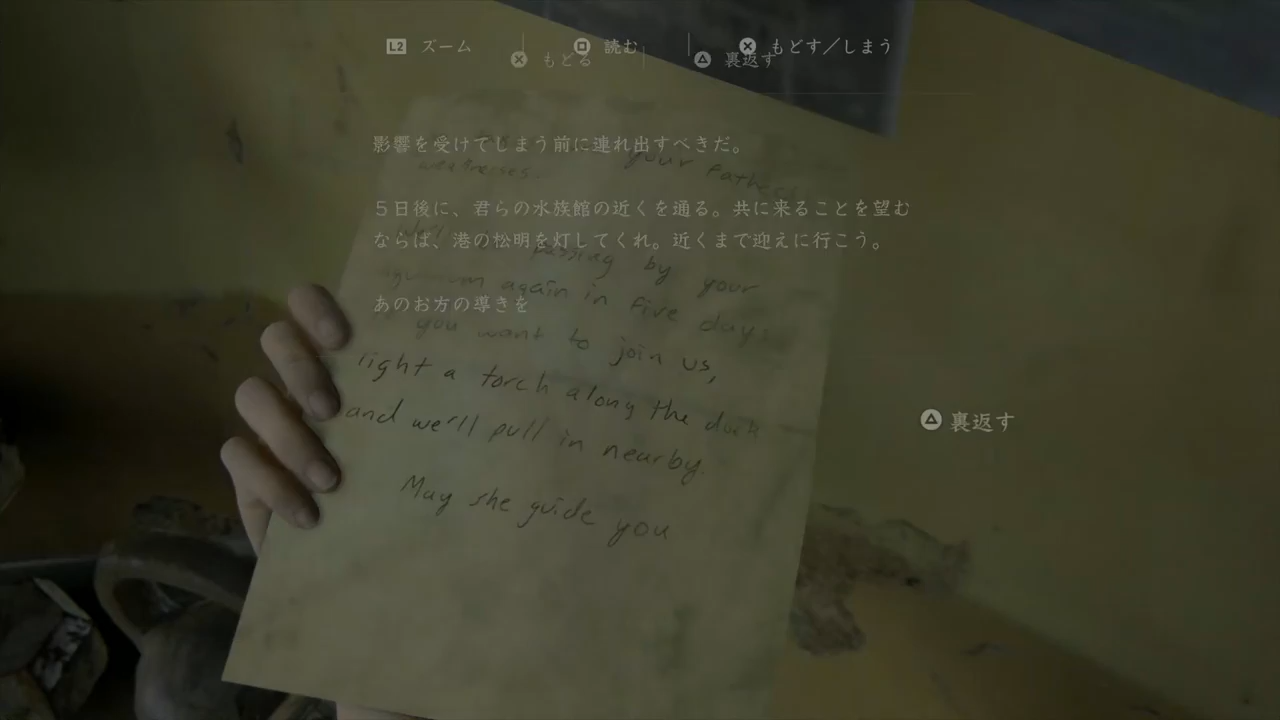 L2 ズーム
読む
もどす／しまう
もどる
裏返す
影響を受けてしまう前に連れ出すべきだ。
５日後に、君らの水族館の近くを通る。共に来ることを望む
ならば、港の松明を灯してくれ。近くまで迎えに行こう。
あのお方の導きを
裏返す
your father's
weaknesses.
passing by your
again in five days
you want to join us,
light a torch along the dock
and we'll pull in nearby.
May she guide you